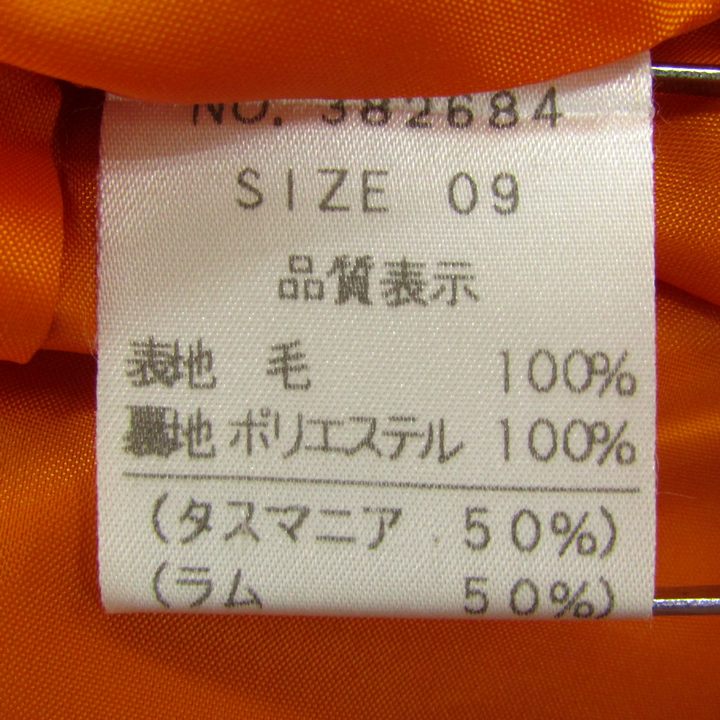 NO. 382684
SIZE 09
品質表示
表地 毛 100%
裏地 ポリエステル 100%
(タスマニア 50%)
(ラム 50%)